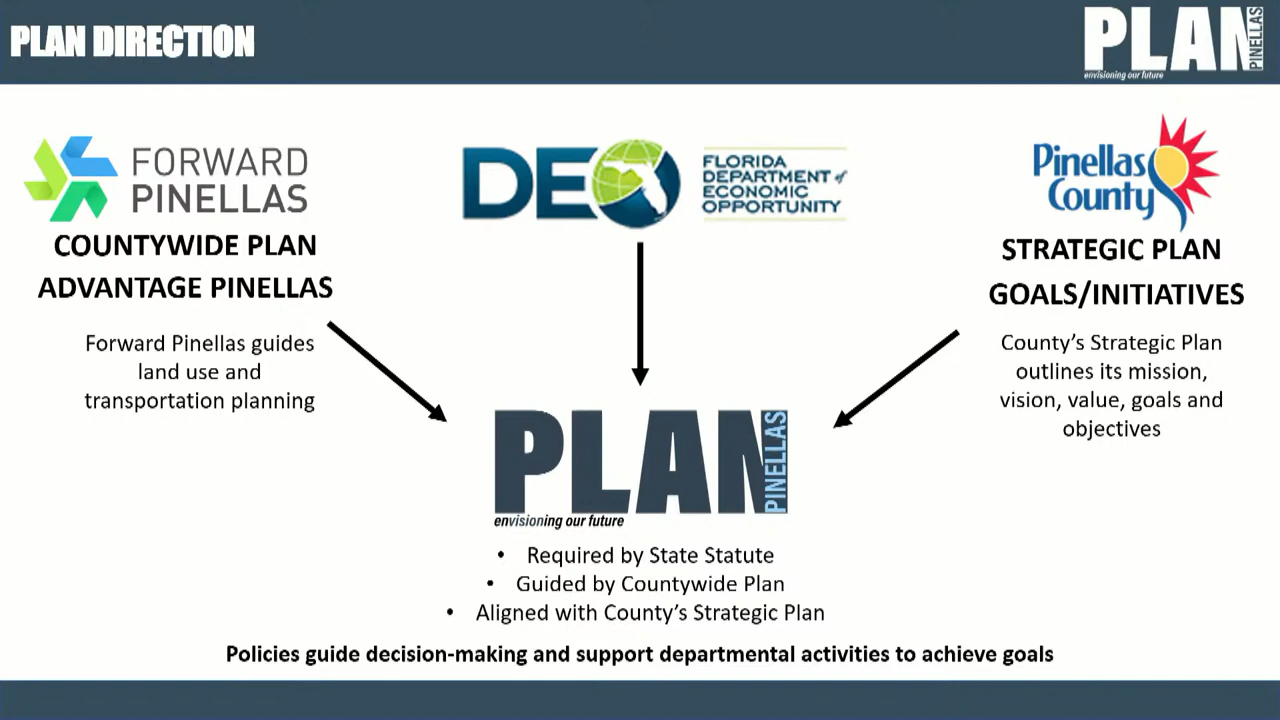 PLAN DIRECTION
PLAN
PINELLAS
envisioning our future
FORWARD
PINELLAS
COUNTYWIDE PLAN
ADVANTAGE PINELLAS
Forward Pinellas guides
land use and
transportation planning
DEO
FLORIDA
DEPARTMENT of
ECONOMIC
OPPORTUNITY
Pinellas
County
STRATEGIC PLAN
GOALS/INITIATIVES
County's Strategic Plan
outlines its mission,
vision, value, goals and
objectives
PLAN
PINELLAS
envisioning our future
• Required by State Statute
• Guided by Countywide Plan
• Aligned with County's Strategic Plan
Policies guide decision-making and support departmental activities to achieve goals